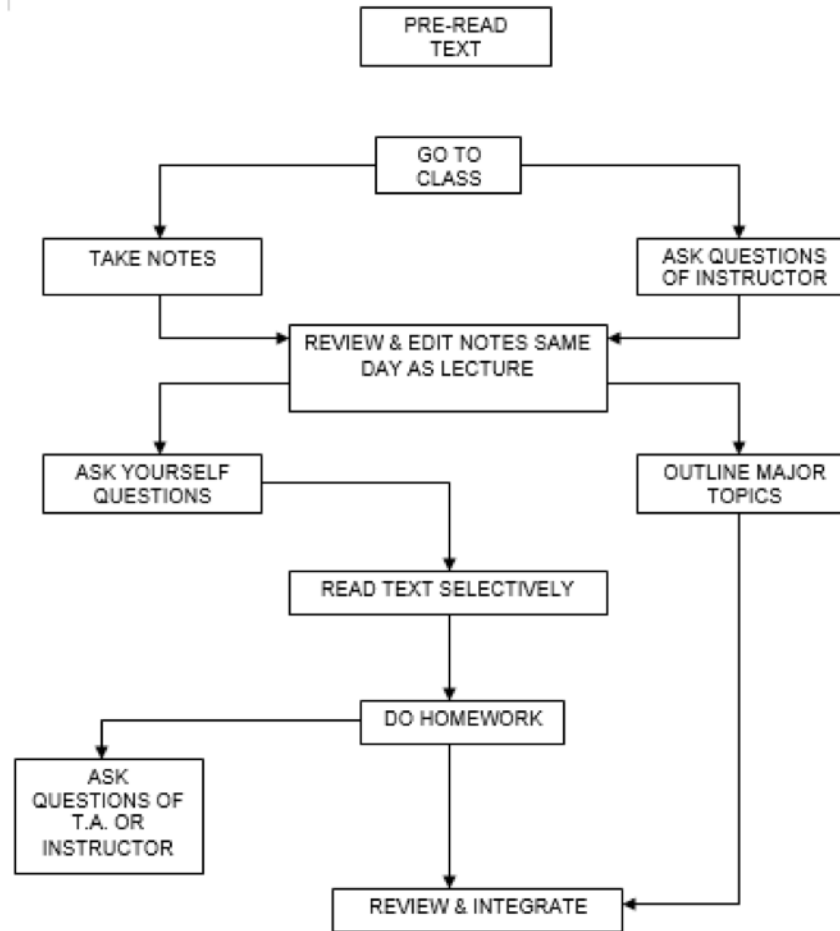 PRE-READ
TEXT
GO TO
CLASS
TAKE NOTES
ASK QUESTIONS
OF INSTRUCTOR
REVIEW & EDIT NOTES SAME
DAY AS LECTURE
ASK YOURSELF
QUESTIONS
OUTLINE MAJOR
TOPICS
READ TEXT SELECTIVELY
DO HOMEWORK
ASK
QUESTIONS OF
T.A. OR
INSTRUCTOR
REVIEW & INTEGRATE